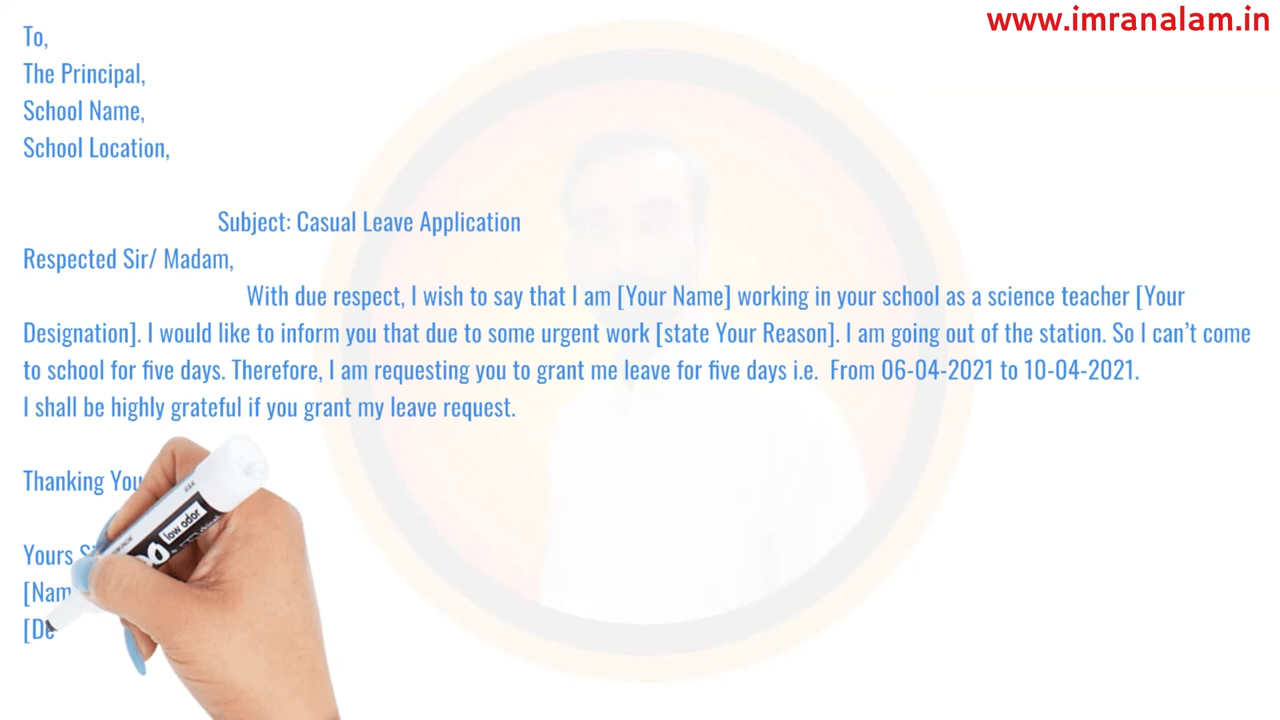 www.imranalam.in
To,
The Principal,
School Name,
School Location,
Subject: Casual Leave Application
Respected Sir/ Madam,
With due respect, I wish to say that I am [Your Name] working in your school as a science teacher [Your
Designation]. I would like to inform you that due to some urgent work [state Your Reason]. I am going out of the station. So I can’t come
to school for five days. Therefore, I am requesting you to grant me leave for five days i.e.  From 06-04-2021 to 10-04-2021.
I shall be highly grateful if you grant my leave request.
Thanking You
Yours
low odor